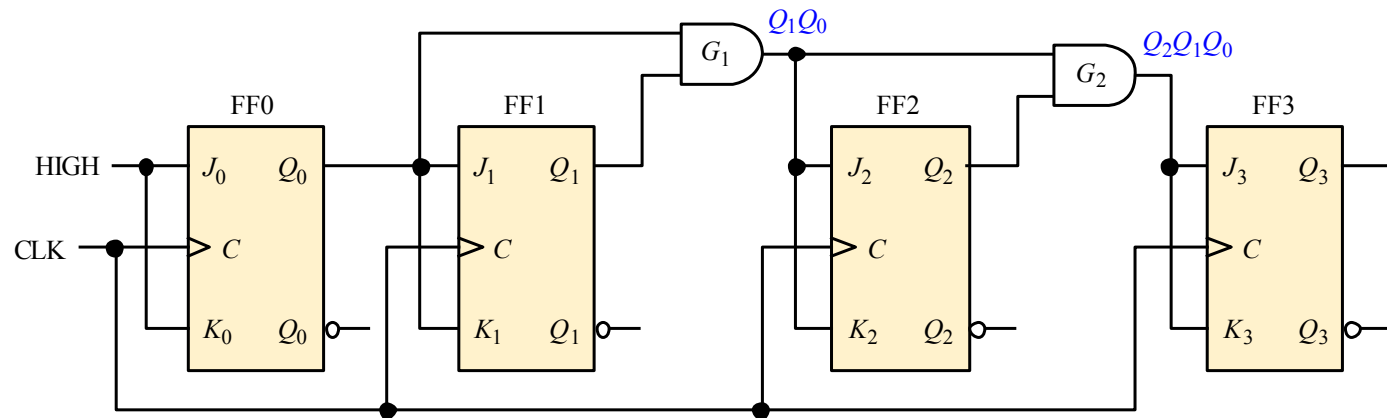 Q₁Q₀
Q₂Q₁Q₀
G₁
G₂
FF0
FF1
FF2
FF3
HIGH
J₀
Q₀
J₁
Q₁
J₂
Q₂
J₃
Q₃
CLK
C
C
C
C
K₀
Q₀
K₁
Q₁
K₂
Q₂
K₃
Q₃